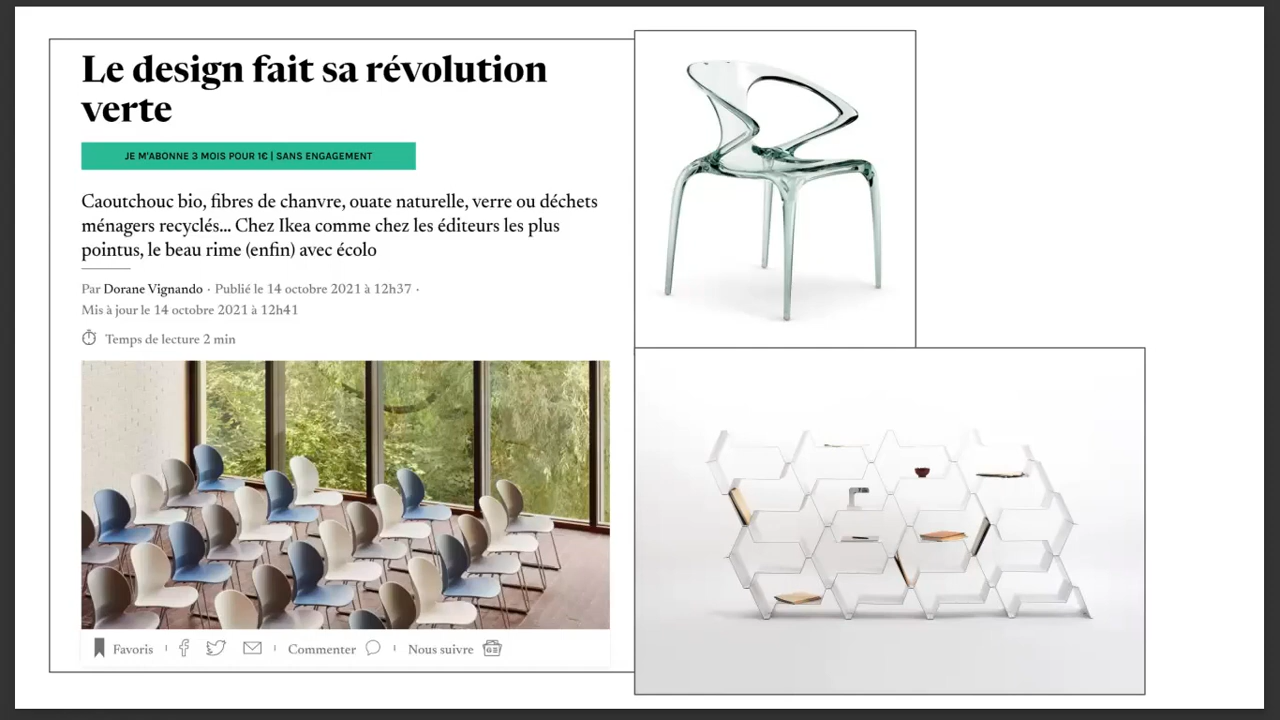 Le design fait sa révolution
verte
JE M'ABONNE 3 MOIS POUR 1€ | SANS ENGAGEMENT
Caoutchouc bio, fibres de chanvre, ouate naturelle, verre ou déchets
ménagers recyclés... Chez Ikea comme chez les éditeurs les plus
pointus, le beau rime (enfin) avec écolo
Par Dorane Vignando · Publié le 14 octobre 2021 à 12h37 ·
Mis à jour le 14 octobre 2021 à 12h41
Temps de lecture 2 min
Favoris
Commenter
Nous suivre